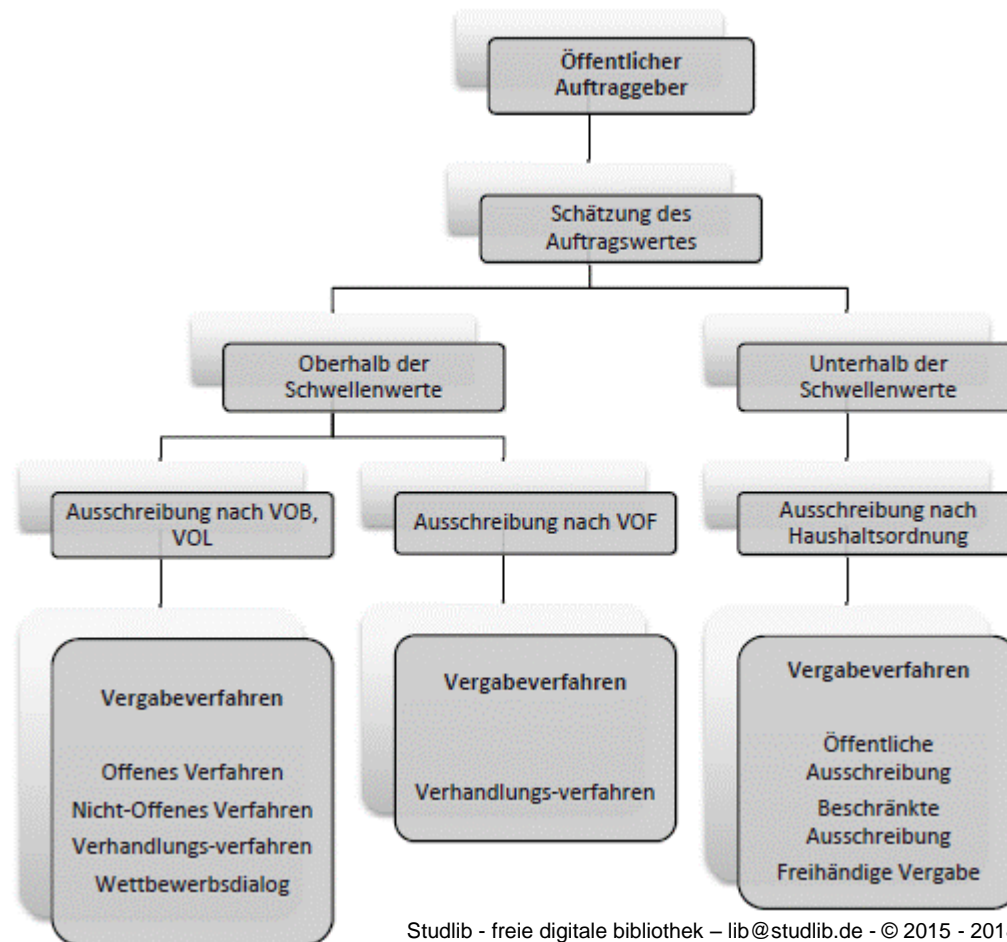 Öffentlicher
Auftraggeber
Schätzung des
Auftragswertes
Oberhalb der
Schwellenwerte
Unterhalb der
Schwellenwerte
Ausschreibung nach VOB,
VOL
Ausschreibung nach VOF
Ausschreibung nach
Haushaltsordnung
Vergabeverfahren
Offenes Verfahren
Nicht-Offenes Verfahren
Verhandlungs-verfahren
Wettbewerbsdialog
Vergabeverfahren
Verhandlungs-verfahren
Vergabeverfahren
Öffentliche
Ausschreibung
Beschränkte
Ausschreibung
Freihändige Vergabe
Studlib - freie digitale bibliothek – lib@studlib.de - © 2015 - 201